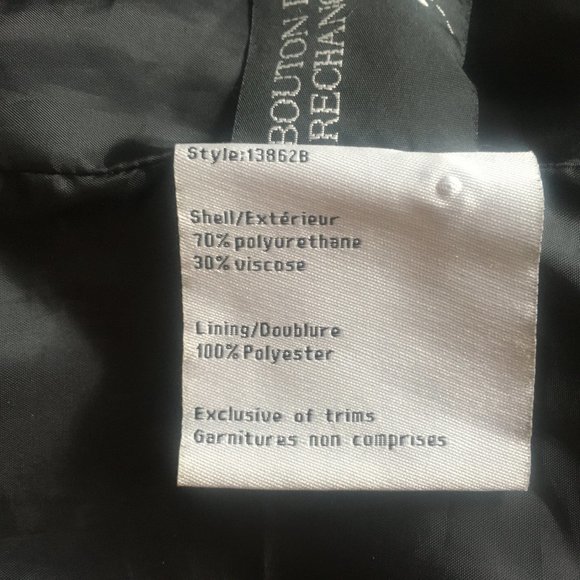 BOUTON
RECHANG
Style:13862B
Shell/Extérieur
70% polyurethane
30% viscose
Lining/Doublure
100% Polyester
Exclusive of trims
Garnitures non comprises